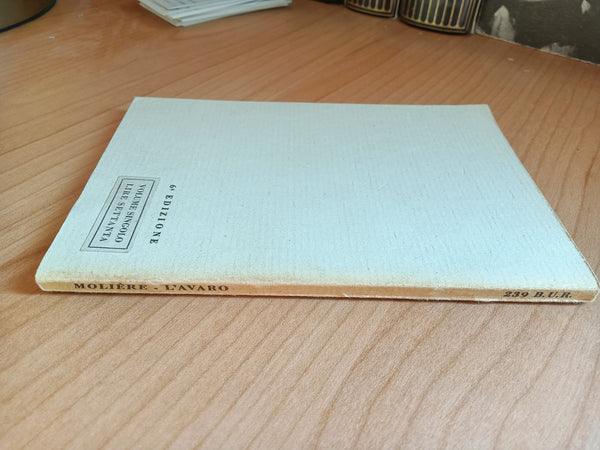 6ª EDIZIONE
VOLUME SINGOLO
LIRE SETTANTA
MOLIÈRE - L'AVARO
239 B.U.R.